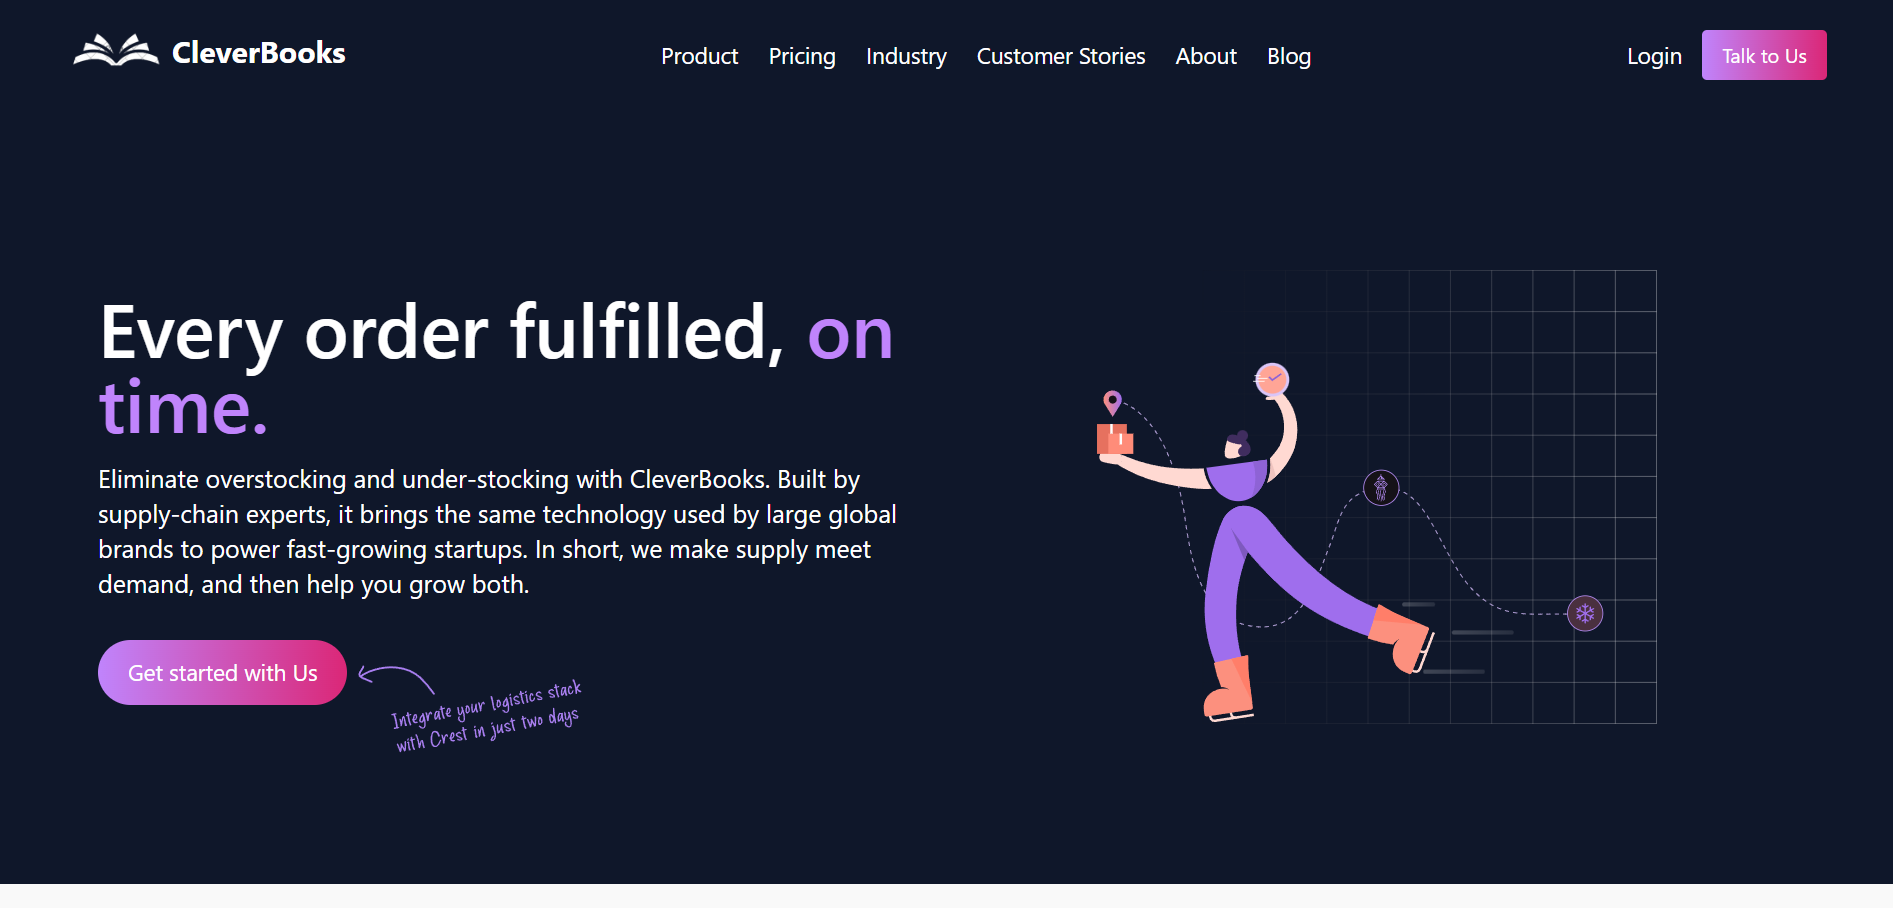 CleverBooks
Product Pricing Industry Customer Stories About Blog
Login
Talk to Us
Every order fulfilled, on
time.
Eliminate overstocking and under-stocking with CleverBooks. Built by
supply-chain experts, it brings the same technology used by large global
brands to power fast-growing startups. In short, we make supply meet
demand, and then help you grow both.
Get started with Us
Integrate your logistics stack
with Crest in just two days